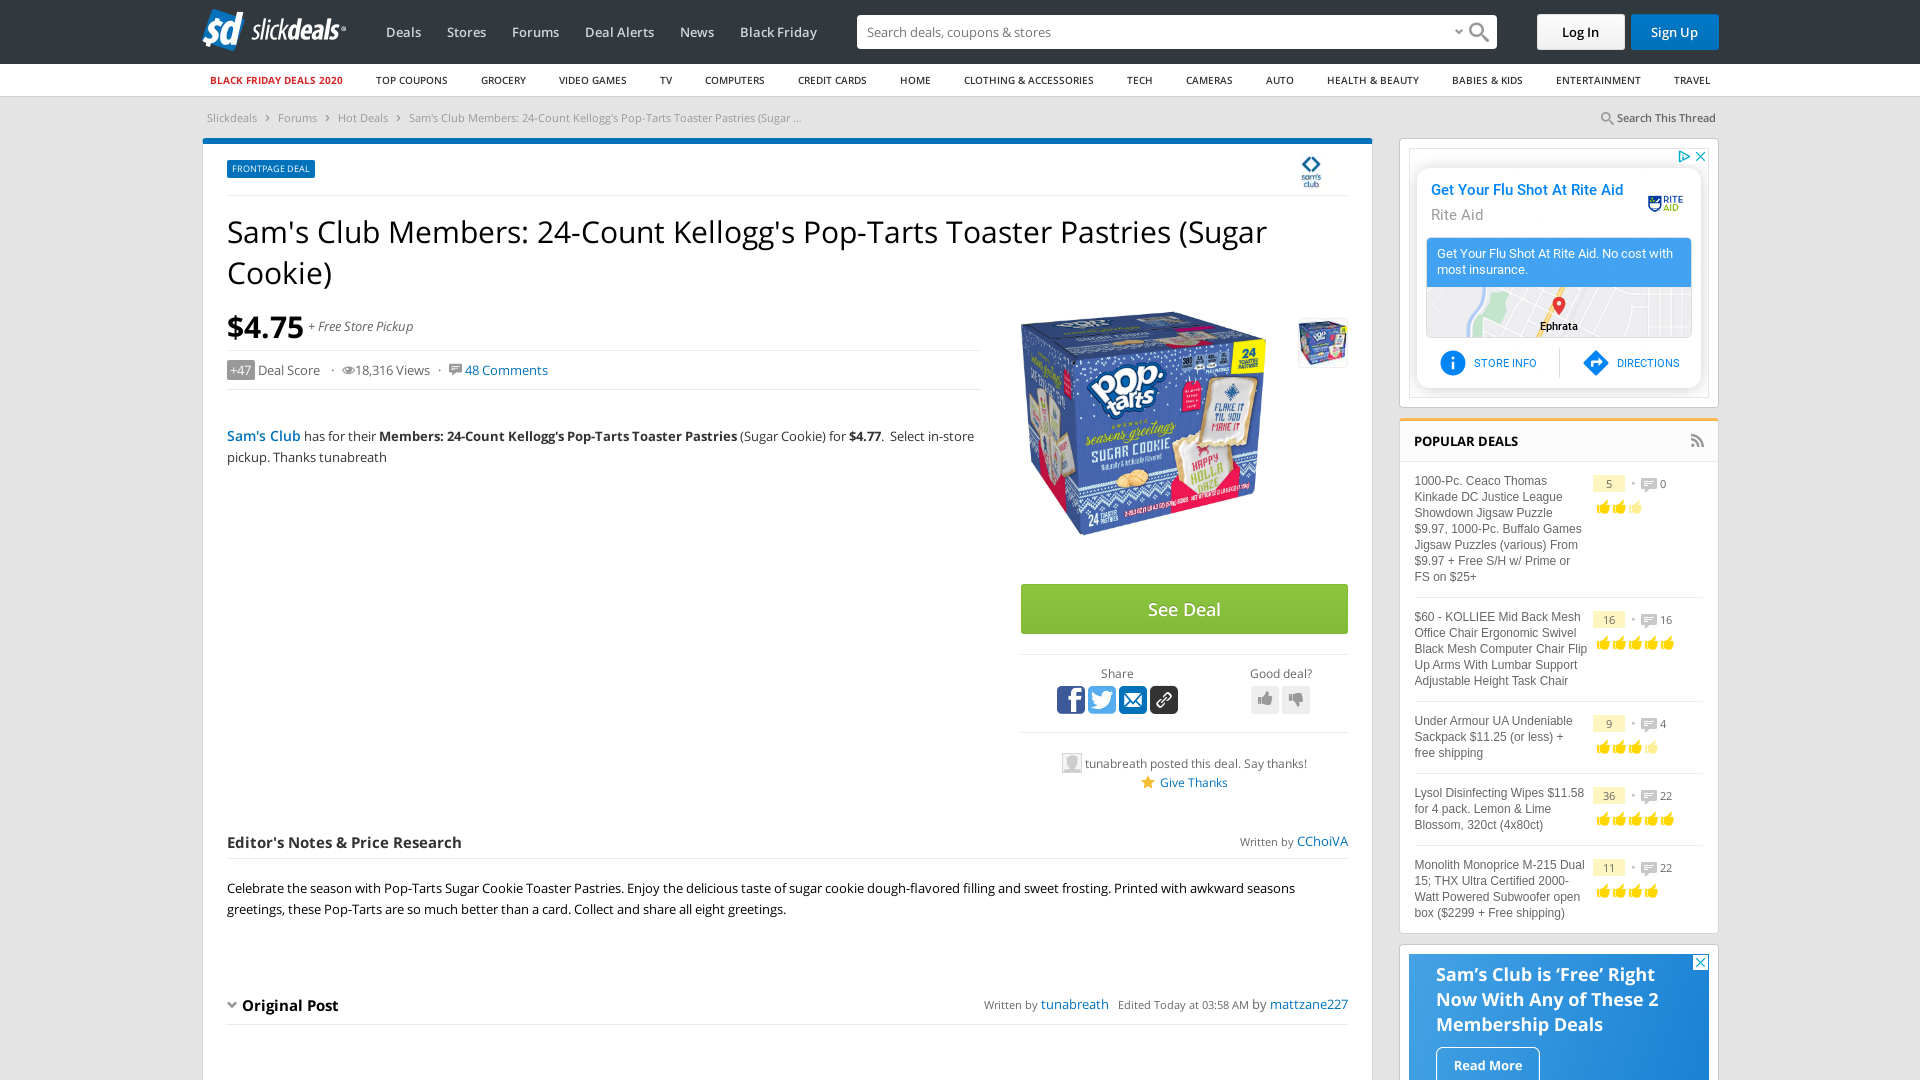 slickdeals
Deals
Stores
Forums
Deal Alerts
News
Black Friday
Search deals, coupons & stores
Log In
Sign Up
BLACK FRIDAY DEALS 2020
TOP COUPONS
GROCERY
VIDEO GAMES
TV
COMPUTERS
CREDIT CARDS
HOME
CLOTHING & ACCESSORIES
TECH
CAMERAS
AUTO
HEALTH & BEAUTY
BABIES & KIDS
ENTERTAINMENT
TRAVEL
Slickdeals > Forums > Hot Deals > Sam's Club Members: 24-Count Kellogg's Pop-Tarts Toaster Pastries (Sugar ...
Search This Thread
FRONTPAGE DEAL
sam's
club
Sam's Club Members: 24-Count Kellogg's Pop-Tarts Toaster Pastries (Sugar
Cookie)
$4.75 + Free Store Pickup
+47 Deal Score · 18,316 Views · 48 Comments
Sam's Club has for their Members: 24-Count Kellogg's Pop-Tarts Toaster Pastries (Sugar Cookie) for $4.77.  Select in-store
pickup. Thanks tunabreath
24
TOASTER
PASTRIES
POP·
tarts
season's greetings
SUGAR COOKIE
Naturally & Artificially Flavored
FLAKE IT
TIL YOU
MAKE IT
HAPPY
HOLLA
DAZE
24 TOASTER
PASTRIES
See Deal
Share
Good deal?
tunabreath posted this deal. Say thanks!
Give Thanks
Editor's Notes & Price Research
Written by CChoiVA
Celebrate the season with Pop-Tarts Sugar Cookie Toaster Pastries. Enjoy the delicious taste of sugar cookie dough-flavored filling and sweet frosting. Printed with awkward seasons
greetings, these Pop-Tarts are so much better than a card. Collect and share all eight greetings.
Original Post
Written by tunabreath Edited Today at 03:58 AM by mattzane227
Get Your Flu Shot At Rite Aid
Rite Aid
RITE
AID
Get Your Flu Shot At Rite Aid. No cost with
most insurance.
Ephrata
STORE INFO
DIRECTIONS
POPULAR DEALS
1000-Pc. Ceaco Thomas
Kinkade DC Justice League
Showdown Jigsaw Puzzle
$9.97, 1000-Pc. Buffalo Games
Jigsaw Puzzles (various) From
$9.97 + Free S/H w/ Prime or
FS on $25+
5 • 0
$60 - KOLLIEE Mid Back Mesh
Office Chair Ergonomic Swivel
Black Mesh Computer Chair Flip
Up Arms With Lumbar Support
Adjustable Height Task Chair
16 • 16
Under Armour UA Undeniable
Sackpack $11.25 (or less) +
free shipping
9 • 4
Lysol Disinfecting Wipes $11.58
for 4 pack. Lemon & Lime
Blossom, 320ct (4x80ct)
36 • 22
Monolith Monoprice M-215 Dual
15; THX Ultra Certified 2000-
Watt Powered Subwoofer open
box ($2299 + Free shipping)
11 • 22
Sam's Club is 'Free' Right
Now With Any of These 2
Membership Deals
Read More